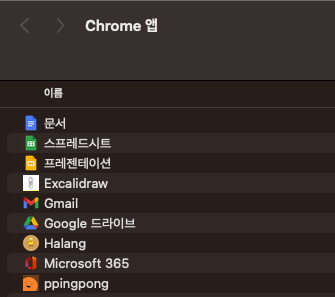 Chrome 앱
이름
문서
스프레드시트
프레젠테이션
Excalidraw
Gmail
Google 드라이브
Halang
Microsoft 365
ppingpong